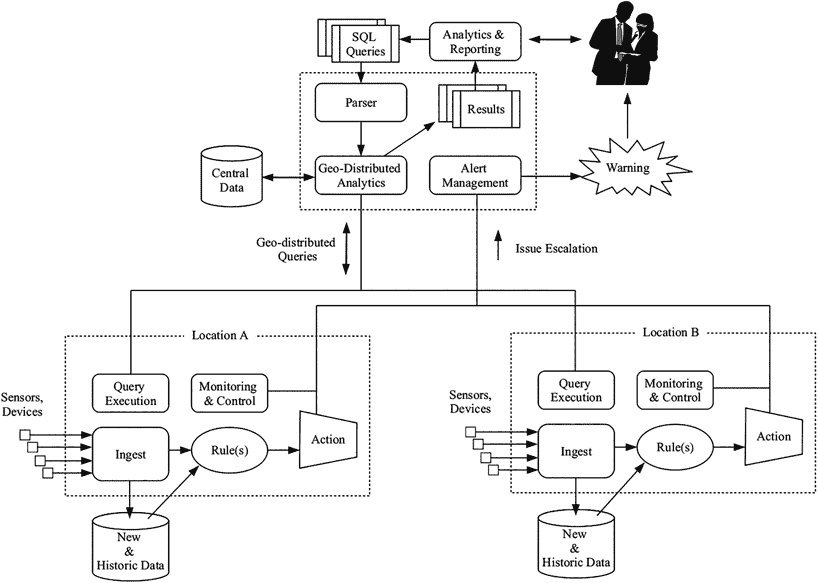 SQL
Queries
Analytics &
Reporting
Parser
Results
Central
Data
Geo-Distributed
Analytics
Alert
Management
Warning
Geo-distributed
Queries
Issue Escalation
Location A
Sensors,
Devices
Query
Execution
Monitoring
& Control
Ingest
Rule(s)
Action
New
&
Historic Data
Location B
Sensors,
Devices
Query
Execution
Monitoring
& Control
Ingest
Rule(s)
Action
New
&
Historic Data